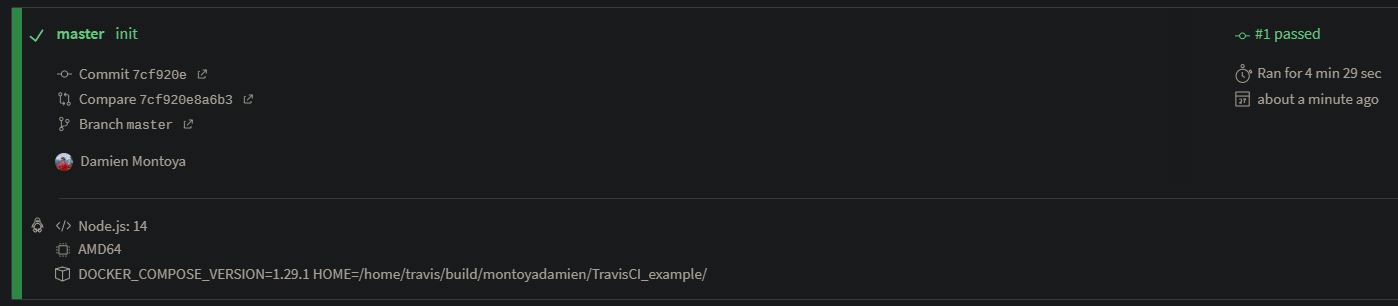 master init
#1 passed
Commit 7cf920e
Ran for 4 min 29 sec
Compare 7cf920e8a6b3
about a minute ago
Branch master
Damien Montoya
</> Node.js: 14
AMD64
DOCKER_COMPOSE_VERSION=1.29.1 HOME=/home/travis/build/montoyadamien/TravisCI_example/